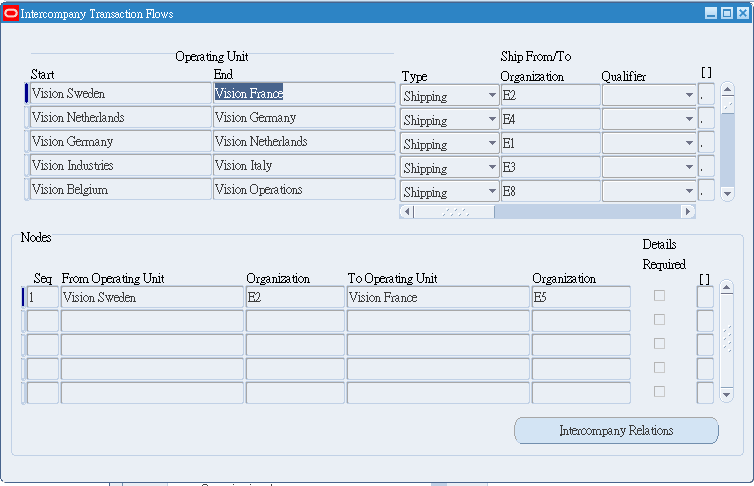 Intercompany Transaction Flows
Operating Unit Ship From/To
Start End Type Organization Qualifier [ ]
Vision Sweden Vision France Shipping E2 .
Vision Netherlands Vision Germany Shipping E4 .
Vision Germany Vision Netherlands Shipping E1 .
Vision Industries Vision Italy Shipping E3 .
Vision Belgium Vision Operations Shipping E8 .
Nodes
Details
Required
Seq From Operating Unit Organization To Operating Unit Organization [ ]
1 Vision Sweden E2 Vision France E5
Intercompany Relations